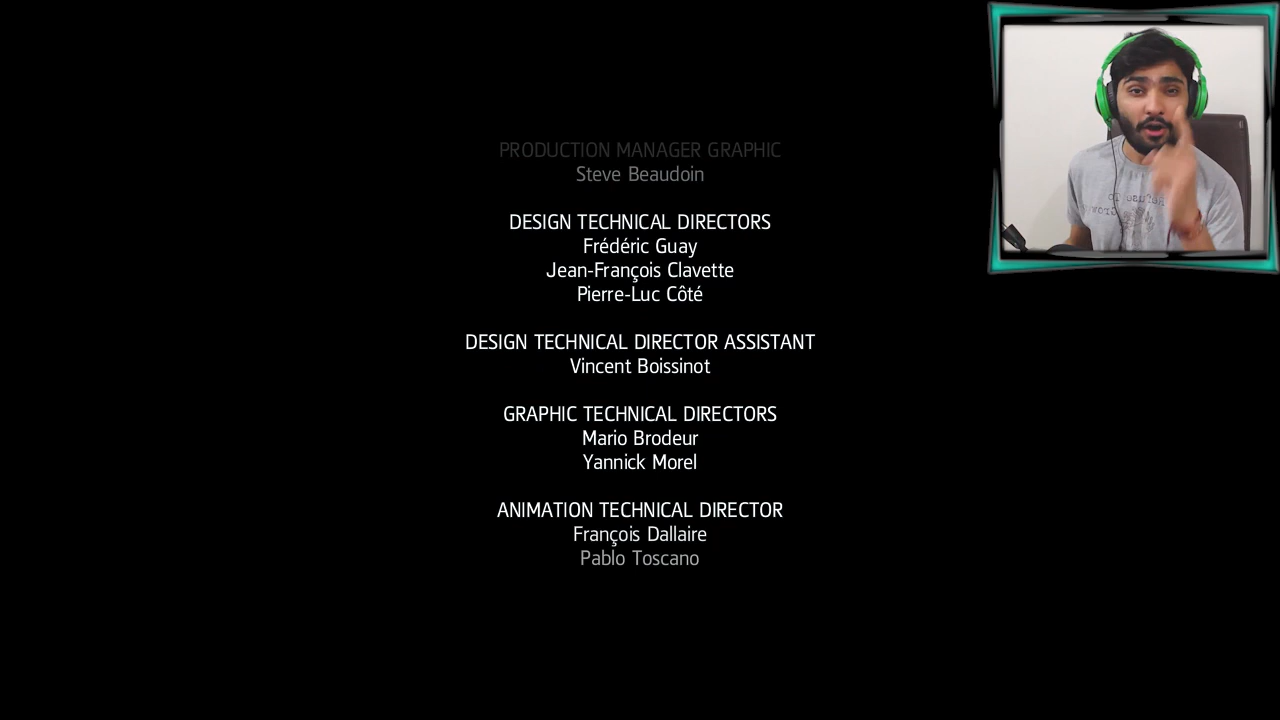 PRODUCTION MANAGER GRAPHIC
Steve Beaudoin
DESIGN TECHNICAL DIRECTORS
Frédéric Guay
Jean-François Clavette
Pierre-Luc Côté
DESIGN TECHNICAL DIRECTOR ASSISTANT
Vincent Boissinot
GRAPHIC TECHNICAL DIRECTORS
Mario Brodeur
Yannick Morel
ANIMATION TECHNICAL DIRECTOR
François Dallaire
Pablo Toscano